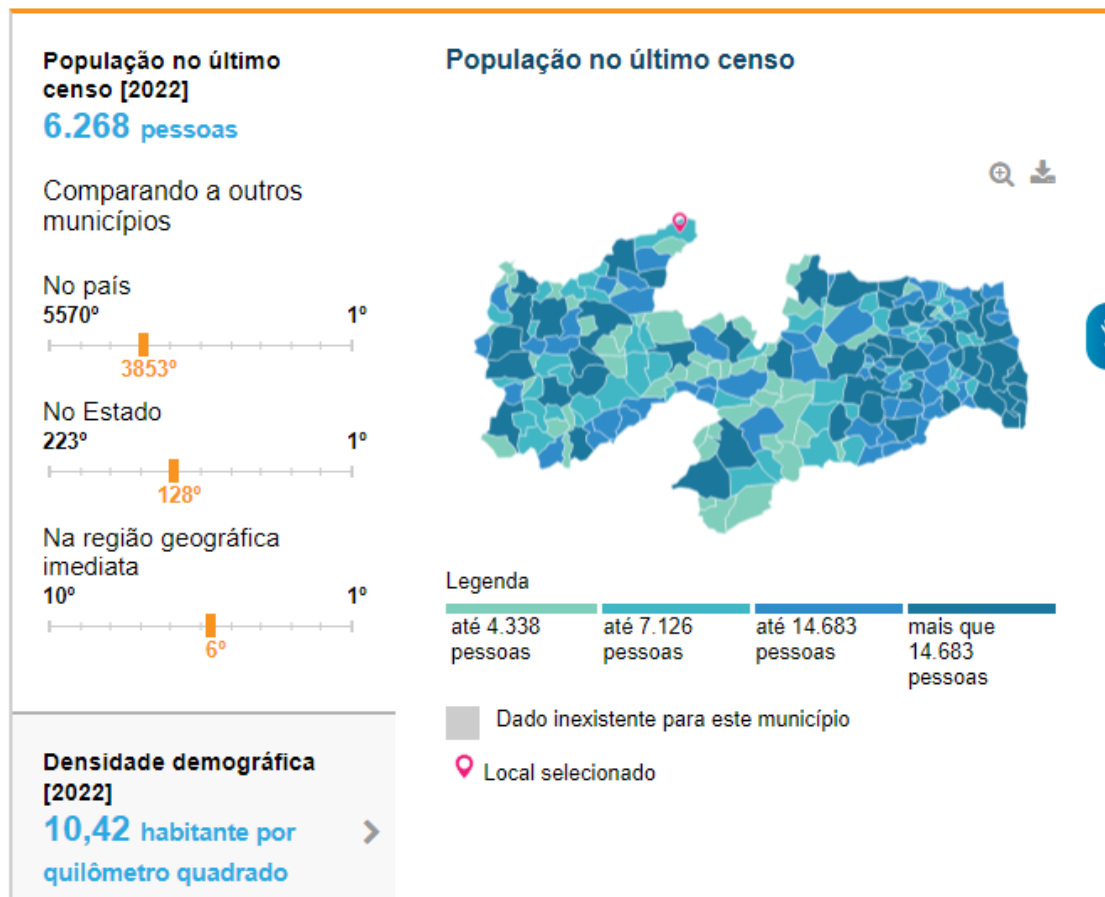 População no último
censo [2022]
6.268 pessoas
Comparando a outros
municípios
No país
5570º 1º
3853º
No Estado
223º 1º
128º
Na região geográfica
imediata
10º 1º
6º
Densidade demográfica
[2022]
10,42 habitante por
quilômetro quadrado
População no último censo
Legenda
até 4.338
pessoas
até 7.126
pessoas
até 14.683
pessoas
mais que
14.683
pessoas
Dado inexistente para este município
Local selecionado